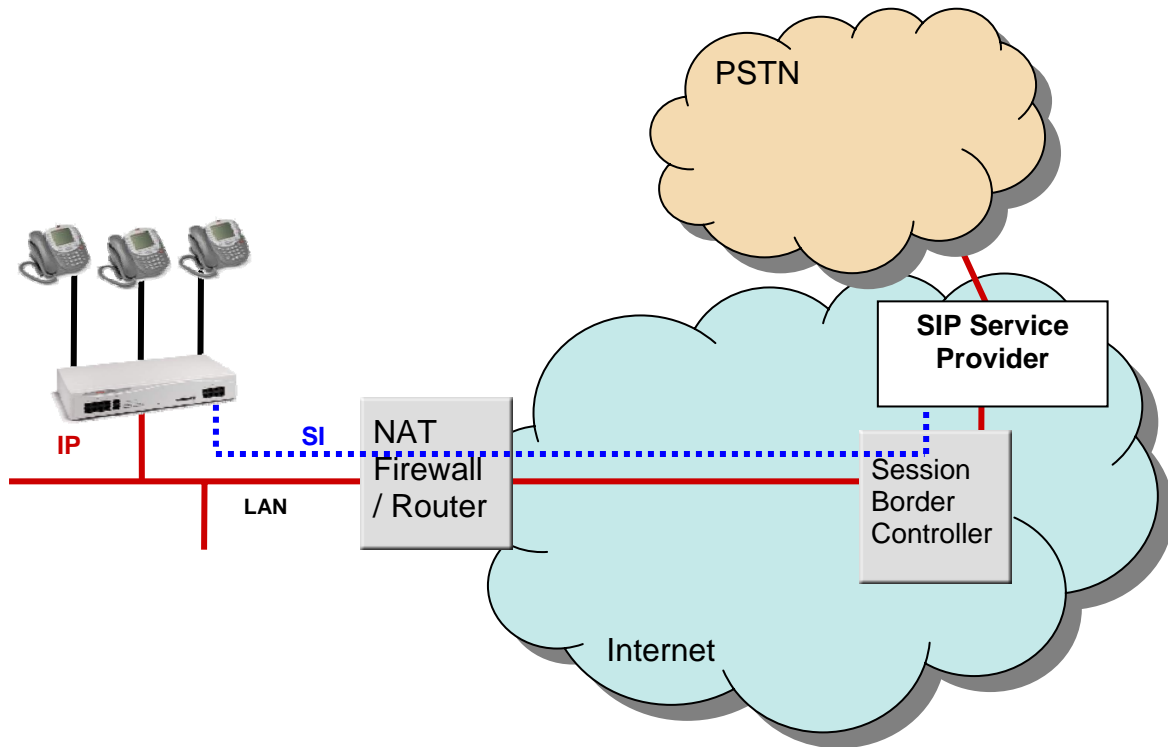 PSTN
SIP Service
Provider
IP
SI
NAT
Firewall
/ Router
LAN
Session
Border
Controller
Internet